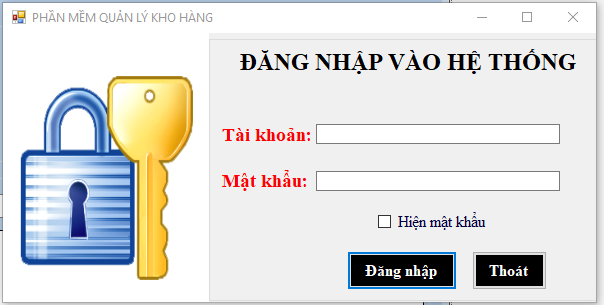 PHẦN MỀM QUẢN LÝ KHO HÀNG
ĐĂNG NHẬP VÀO HỆ THỐNG
Tài khoản:
Mật khẩu:
Hiện mật khẩu
Đăng nhập
Thoát